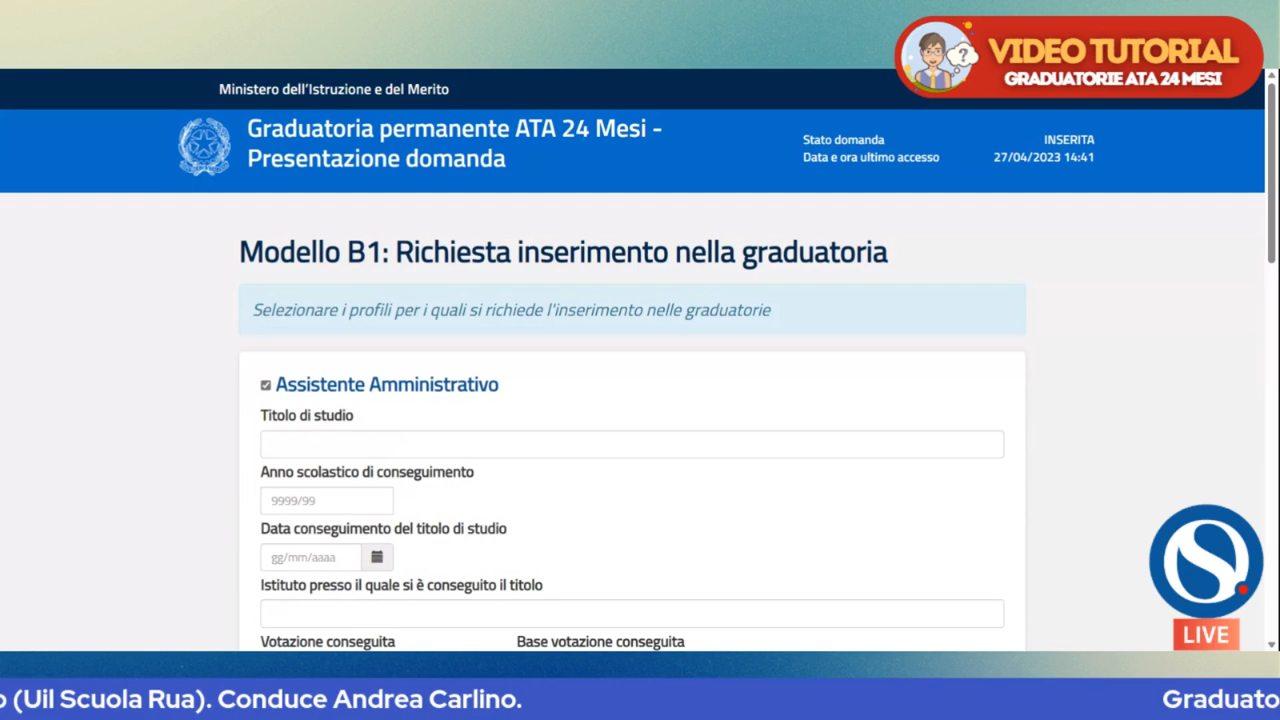 VIDEO TUTORIAL
GRADUATORIE ATA 24 MESI
Ministero dell'Istruzione e del Merito
Graduatoria permanente ATA 24 Mesi -
Presentazione domanda
Stato domanda INSERITA
Data e ora ultimo accesso 27/04/2023 14:41
Modello B1: Richiesta inserimento nella graduatoria
Selezionare i profili per i quali si richiede l'inserimento nelle graduatorie
Assistente Amministrativo
Titolo di studio
Anno scolastico di conseguimento
9999/99
Data conseguimento del titolo di studio
gg/mm/aaaa
Istituto presso il quale si è conseguito il titolo
Votazione conseguita Base votazione conseguita
LIVE
o (Uil Scuola Rua). Conduce Andrea Carlino. Graduato